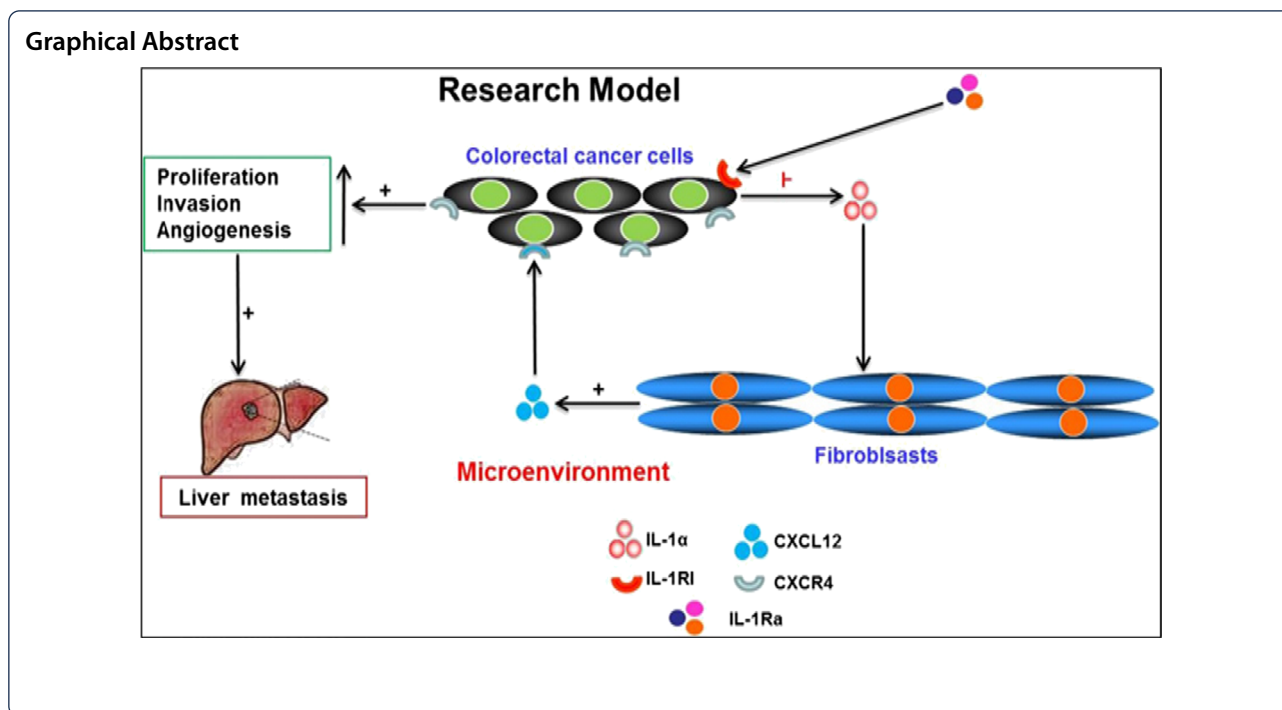 Graphical Abstract
Research Model
Colorectal cancer cells
Proliferation
Invasion
Angiogenesis
+
⊢
+
+
Fibroblsasts
Microenvironment
Liver metastasis
IL-1α
CXCL12
IL-1RI
CXCR4
IL-1Ra